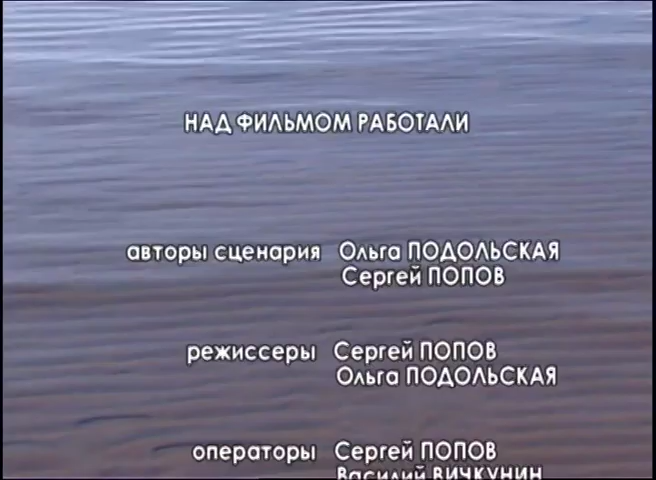 НАД ФИЛЬМОМ РАБОТАЛИ
авторы сценария Ольга ПОДОЛЬСКАЯ
Сергей ПОПОВ
режиссеры Сергей ПОПОВ
Ольга ПОДОЛЬСКАЯ
операторы Сергей ПОПОВ
Василий ВИЧКУНИН